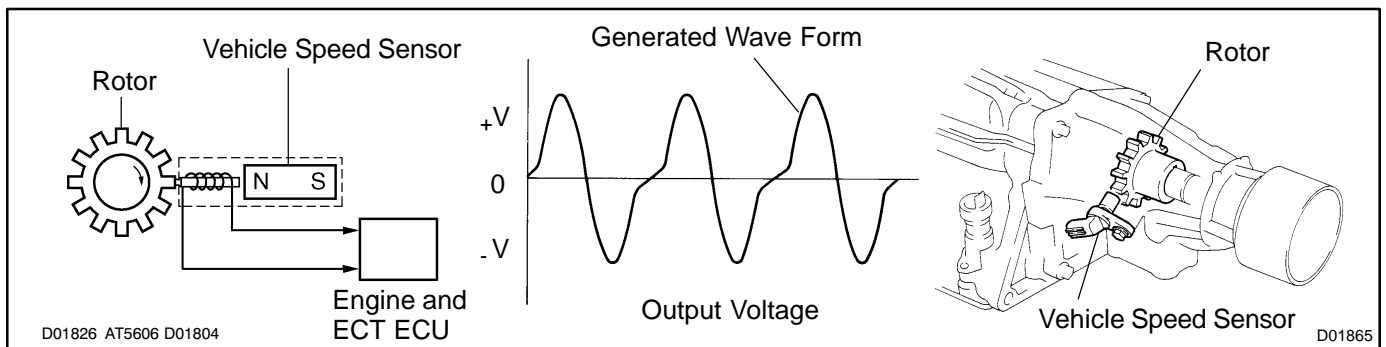 Vehicle Speed Sensor
Rotor
N S
Engine and
ECT ECU
D01826 AT5606 D01804
Generated Wave Form
+V
0
-V
Output Voltage
Rotor
Vehicle Speed Sensor
D01865